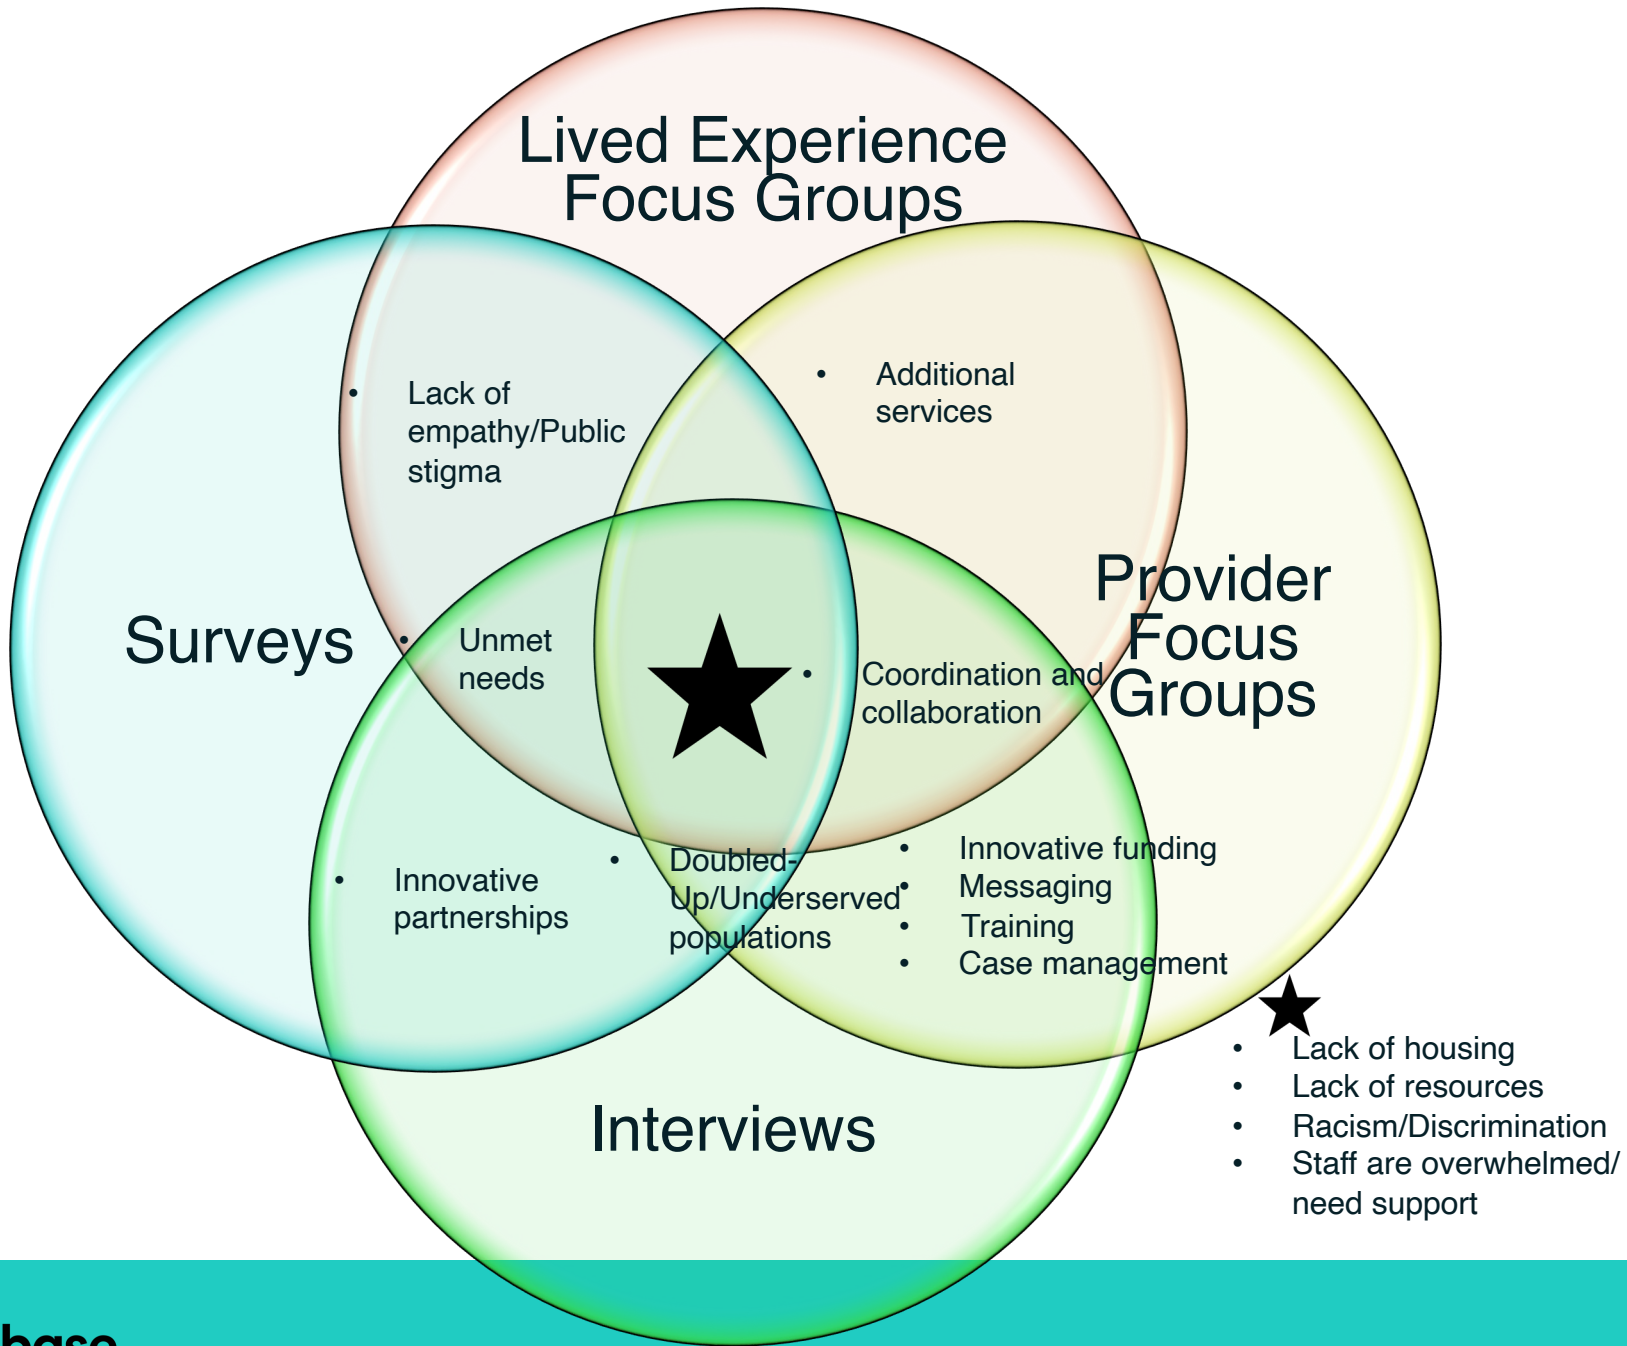 Lived Experience
Focus Groups
• Additional
services
• Lack of
empathy/Public
stigma
Provider
Focus
Groups
Surveys
• Unmet
needs
• Coordination and
collaboration
• Innovative
partnerships
• Doubled-
Up/Underserved
populations
• Innovative funding
• Messaging
• Training
• Case management
Interviews
• Lack of housing
• Lack of resources
• Racism/Discrimination
• Staff are overwhelmed/
need support